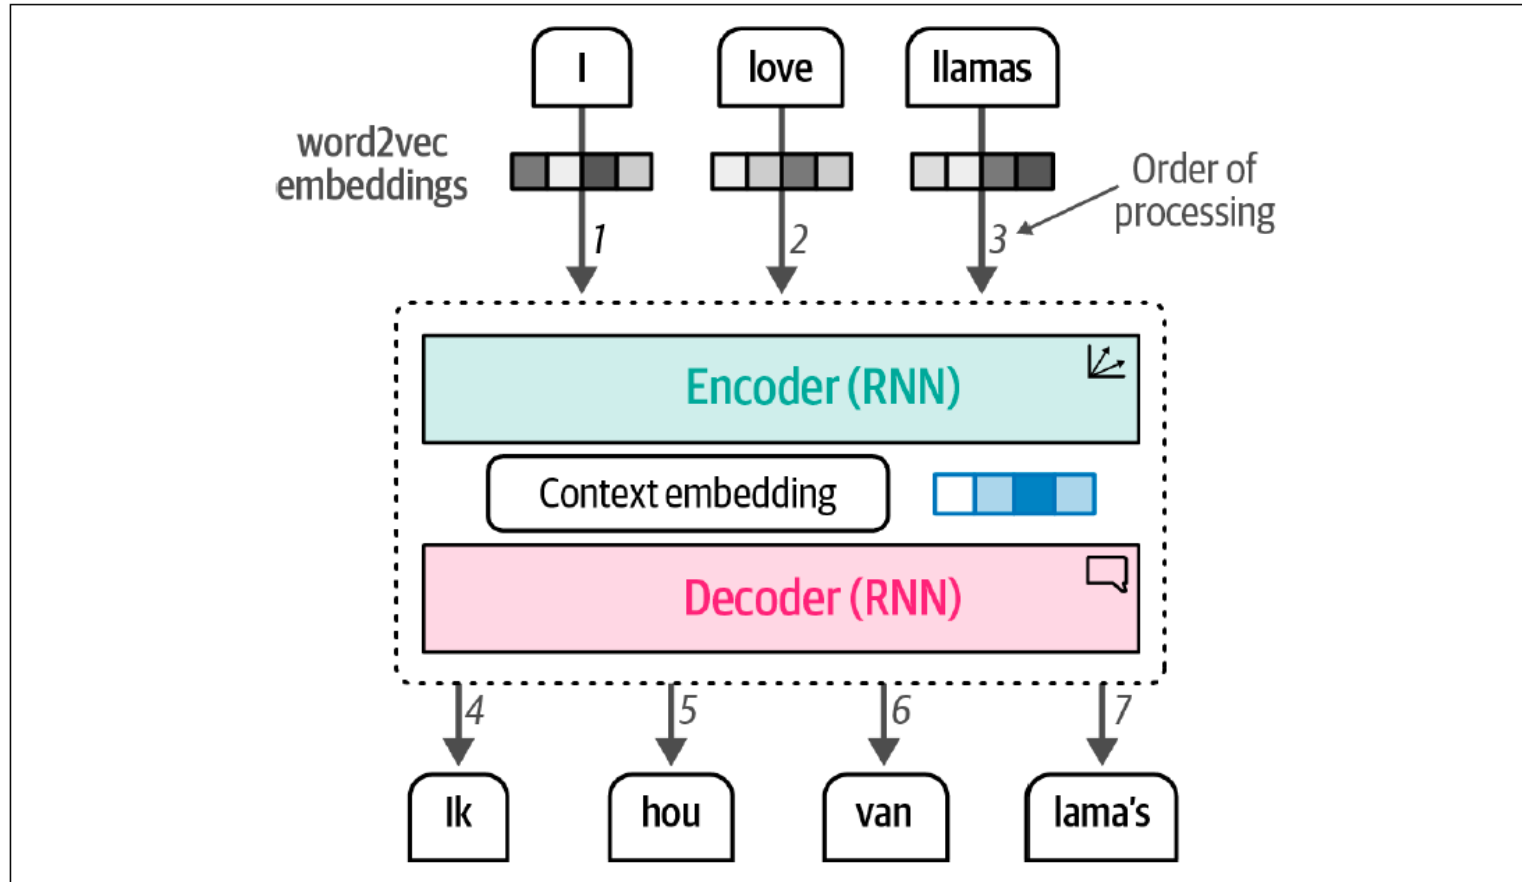 I love llamas
word2vec
embeddings
Order of
processing
1 2 3
Encoder (RNN)
Context embedding
Decoder (RNN)
4 5 6 7
Ik hou van lama's